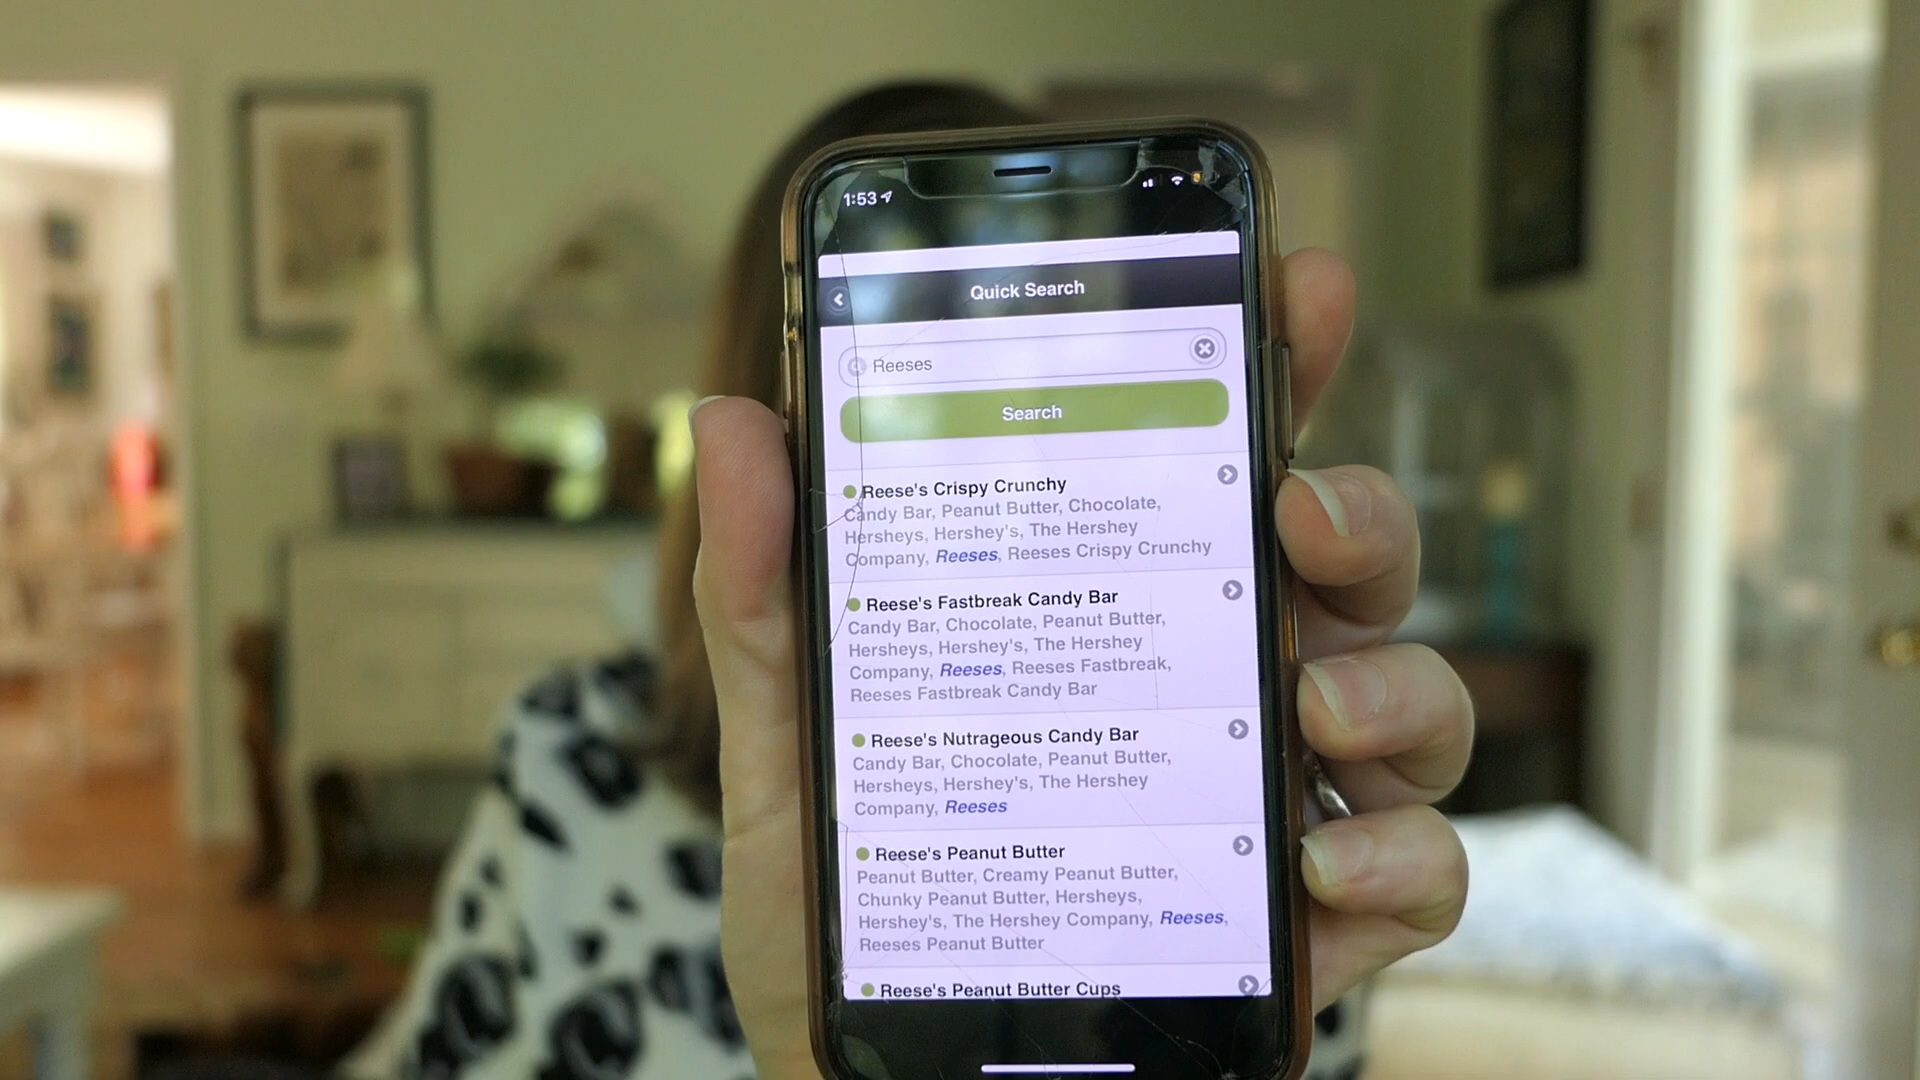 1:53
Quick Search
Reeses
Search
Reese's Crispy Crunchy
Candy Bar, Peanut Butter, Chocolate,
Hersheys, Hershey's, The Hershey
Company, Reeses, Reeses Crispy Crunchy
Reese's Fastbreak Candy Bar
Candy Bar, Chocolate, Peanut Butter,
Hersheys, Hershey's, The Hershey
Company, Reeses, Reeses Fastbreak,
Reeses Fastbreak Candy Bar
Reese's Nutrageous Candy Bar
Candy Bar, Chocolate, Peanut Butter,
Hersheys, Hershey's, The Hershey
Company, Reeses
Reese's Peanut Butter
Peanut Butter, Creamy Peanut Butter,
Chunky Peanut Butter, Hersheys,
Hershey's, The Hershey Company, Reeses,
Reeses Peanut Butter
Reese's Peanut Butter Cups